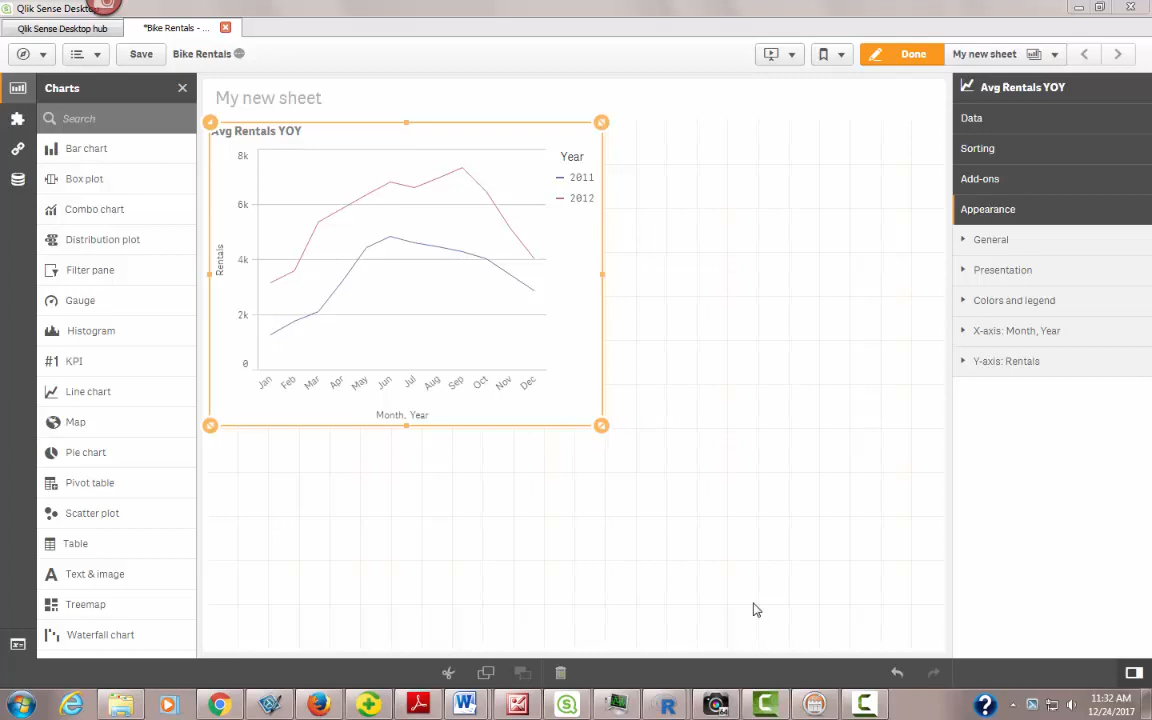 Qlik Sense Desktop
Qlik Sense Desktop hub
*Bike Rentals - ...
Save
Bike Rentals
Done
My new sheet
Charts
Search
Bar chart
Box plot
Combo chart
Distribution plot
Filter pane
Gauge
Histogram
#1 KPI
Line chart
Map
Pie chart
Pivot table
Scatter plot
Table
A Text & image
Treemap
Waterfall chart
My new sheet
Avg Rentals YOY
8k
6k
4k
2k
0
Rentals
Jan Feb Mar Apr May Jun Jul Aug Sep Oct Nov Dec
Month, Year
Year
2011
2012
Avg Rentals YOY
Data
Sorting
Add-ons
Appearance
General
Presentation
Colors and legend
X-axis: Month, Year
Y-axis: Rentals
11:32 AM
12/24/2017